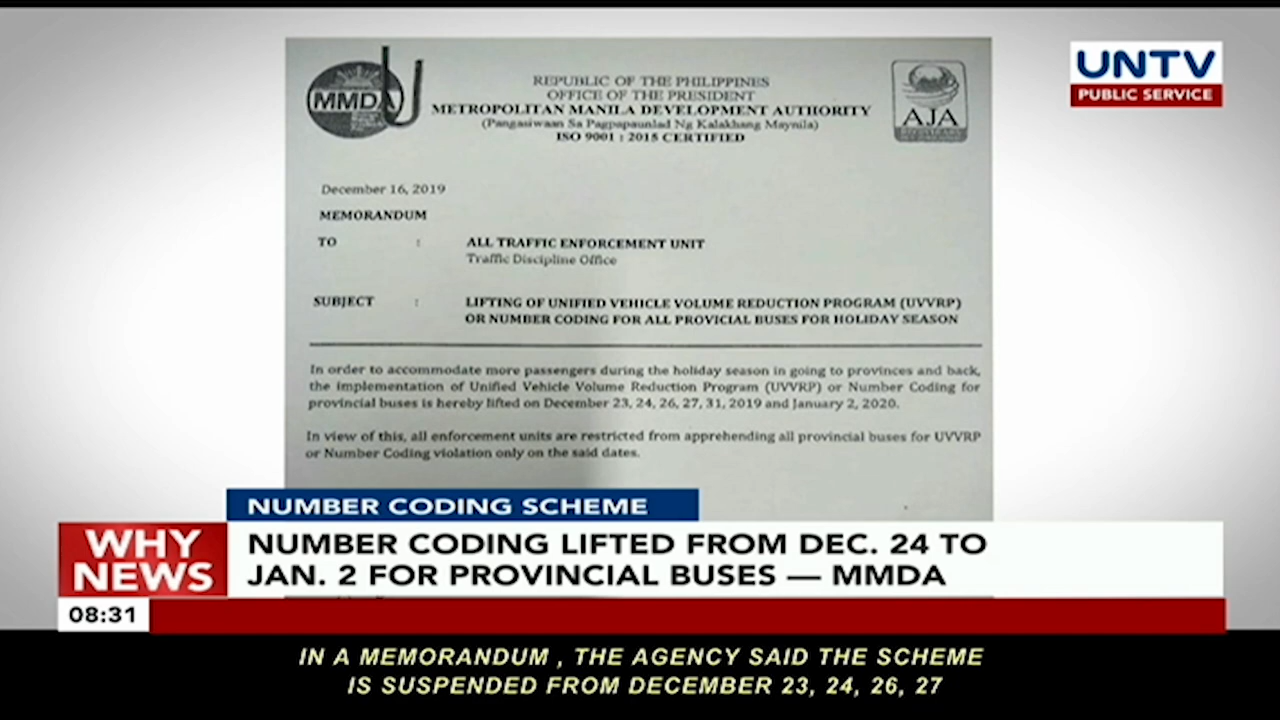 UNTV
PUBLIC SERVICE
MMDA
REPUBLIC OF THE PHILIPPINES
OFFICE OF THE PRESIDENT
METROPOLITAN MANILA DEVELOPMENT AUTHORITY
(Pangasiwaan Sa Pagpapaunlad Ng Kalakhang Maynila)
ISO 9001 : 2015 CERTIFIED
AJA
December 16, 2019
MEMORANDUM
TO : ALL TRAFFIC ENFORCEMENT UNIT
Traffic Discipline Office
SUBJECT : LIFTING OF UNIFIED VEHICLE VOLUME REDUCTION PROGRAM (UVVRP)
OR NUMBER CODING FOR ALL PROVICIAL BUSES FOR HOLIDAY SEASON
In order to accommodate more passengers during the holiday season in going to provinces and back,
the implementation of Unified Vehicle Volume Reduction Program (UVVRP) or Number Coding for
provincial buses is hereby lifted on December 23, 24, 26, 27, 31, 2019 and January 2, 2020.
In view of this, all enforcement units are restricted from apprehending all provincial buses for UVVRP
or Number Coding violation only on the said dates.
NUMBER CODING SCHEME
WHY
NEWS
NUMBER CODING LIFTED FROM DEC. 24 TO
JAN. 2 FOR PROVINCIAL BUSES — MMDA
08:31
IN A MEMORANDUM , THE AGENCY SAID THE SCHEME
IS SUSPENDED FROM DECEMBER 23, 24, 26, 27